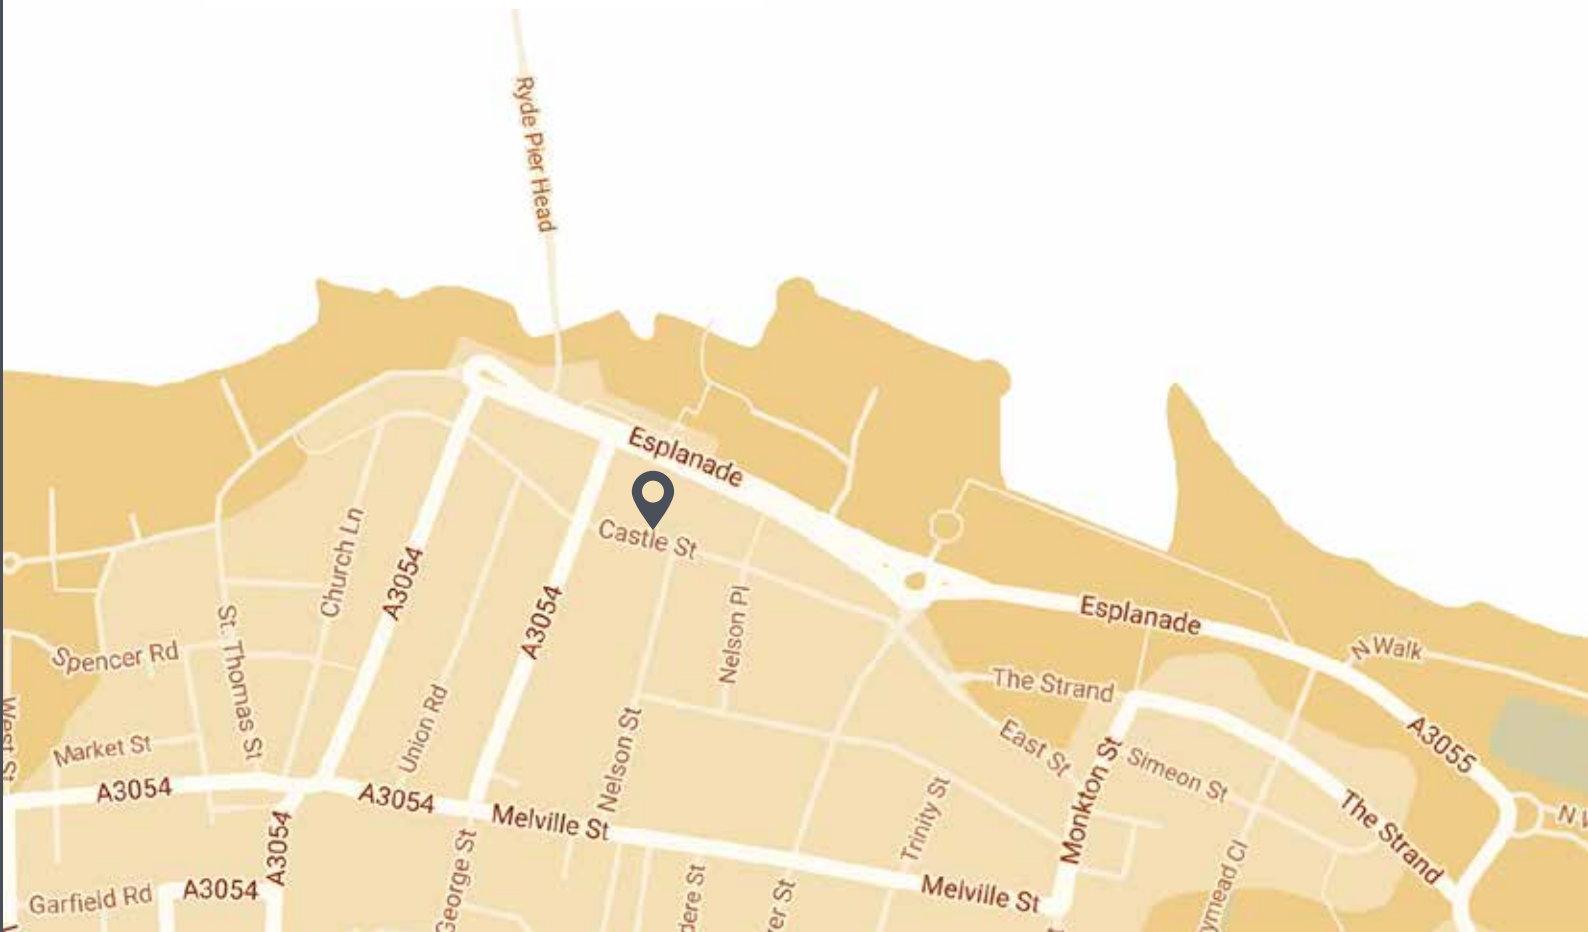 Ryde Pier Head
Esplanade
Castle St
Church Ln
A3054
A3054
Nelson Pl
Esplanade
N Walk
Spencer Rd
St. Thomas St
The Strand
West St
Union Rd
Nelson St
East St
Market St
Monkton St
Simeon St
A3055
A3054
A3054
Melville St
Trinity St
The Strand
N
A3054
George St
Garfield Rd
A3054
Melville St